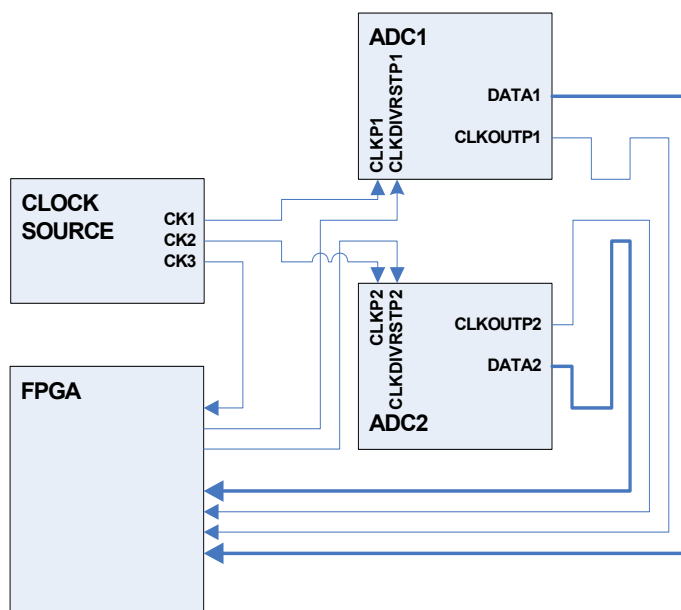 ADC1
CLKP1
CLKDIVRSTP1
DATA1
CLKOUTP1
CLOCK
SOURCE
CK1
CK2
CK3
CLKP2
CLKDIVRSTP2
CLKOUTP2
DATA2
ADC2
FPGA